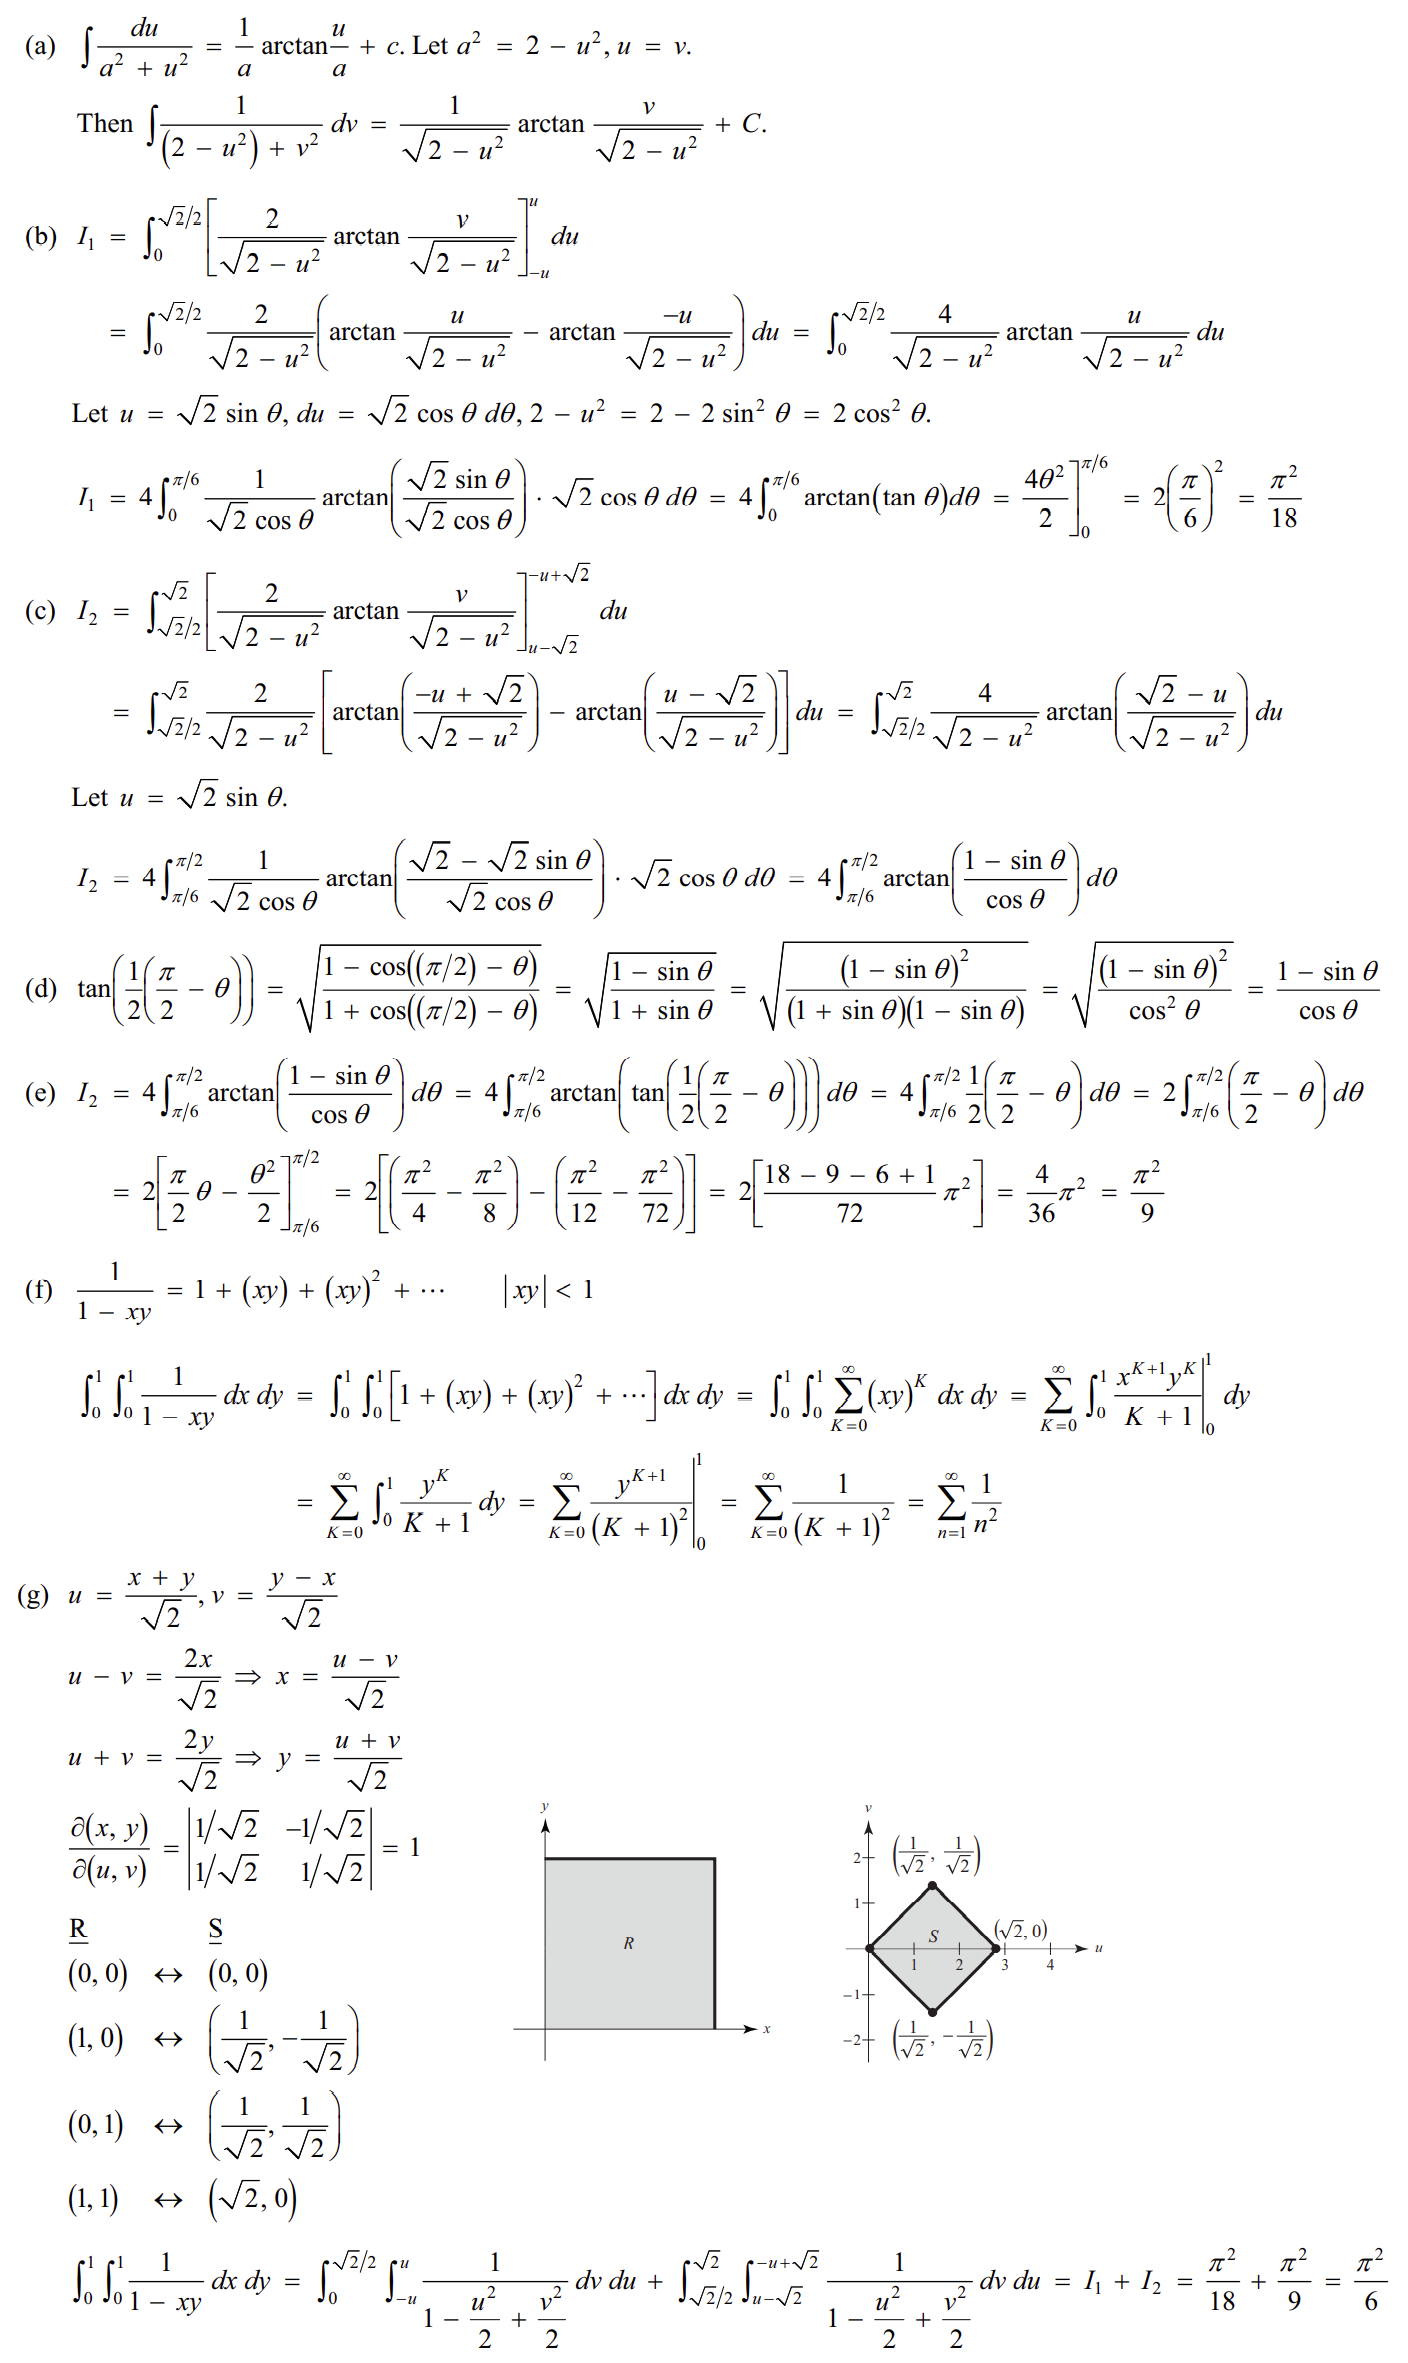 (a) ∫ du/(a² + u²) = 1/a arctan u/a + c. Let a² = 2 − u², u = v.
Then ∫ 1/((2 − u²) + v²) dv = 1/√(2 − u²) arctan v/√(2 − u²) + C.
(b) I₁ = ∫₀^(√2/2) [2/√(2 − u²) arctan v/√(2 − u²)]₋ᵤ^u du
= ∫₀^(√2/2) 2/√(2 − u²) (arctan u/√(2 − u²) − arctan −u/√(2 − u²)) du = ∫₀^(√2/2) 4/√(2 − u²) arctan u/√(2 − u²) du
Let u = √2 sin θ, du = √2 cos θ dθ, 2 − u² = 2 − 2 sin² θ = 2 cos² θ.
I₁ = 4∫₀^(π/6) 1/(√2 cos θ) arctan(√2 sin θ/√2 cos θ) · √2 cos θ dθ = 4∫₀^(π/6) arctan(tan θ)dθ = 4θ²/2]₀^(π/6) = 2(π/6)² = π²/18
(c) I₂ = ∫_(√2/2)^(√2) [2/√(2 − u²) arctan v/√(2 − u²)]_(u−√2)^(−u+√2) du
= ∫_(√2/2)^(√2) 2/√(2 − u²) [arctan((−u + √2)/√(2 − u²)) − arctan((u − √2)/√(2 − u²))] du = ∫_(√2/2)^(√2) 4/√(2 − u²) arctan((√2 − u)/√(2 − u²)) du
Let u = √2 sin θ.
I₂ = 4∫_(π/6)^(π/2) 1/(√2 cos θ) arctan((√2 − √2 sin θ)/(√2 cos θ)) · √2 cos θ dθ = 4∫_(π/6)^(π/2) arctan((1 − sin θ)/cos θ) dθ
(d) tan(1/2(π/2 − θ)) = √((1 − cos((π/2) − θ))/(1 + cos((π/2) − θ))) = √((1 − sin θ)/(1 + sin θ)) = √((1 − sin θ)²/((1 + sin θ)(1 − sin θ))) = √((1 − sin θ)²/cos² θ) = (1 − sin θ)/cos θ
(e) I₂ = 4∫_(π/6)^(π/2) arctan((1 − sin θ)/cos θ) dθ = 4∫_(π/6)^(π/2) arctan(tan(1/2(π/2 − θ))) dθ = 4∫_(π/6)^(π/2) 1/2(π/2 − θ) dθ = 2∫_(π/6)^(π/2) (π/2 − θ) dθ
= 2[π/2 θ − θ²/2]_(π/6)^(π/2) = 2[(π²/4 − π²/8) − (π²/12 − π²/72)] = 2[(18 − 9 − 6 + 1)/72 π²] = 4/36 π² = π²/9
(f) 1/(1 − xy) = 1 + (xy) + (xy)² + ⋯ |xy| < 1
∫₀¹ ∫₀¹ 1/(1 − xy) dx dy = ∫₀¹ ∫₀¹ [1 + (xy) + (xy)² + ⋯] dx dy = ∫₀¹ ∫₀¹ ∑_(K=0)^∞ (xy)^K dx dy = ∑_(K=0)^∞ ∫₀¹ x^(K+1) y^K/(K + 1)|₀¹ dy
= ∑_(K=0)^∞ ∫₀¹ y^K/(K + 1) dy = ∑_(K=0)^∞ y^(K+1)/(K + 1)²|₀¹ = ∑_(K=0)^∞ 1/(K + 1)² = ∑_(n=1)^∞ 1/n²
(g) u = (x + y)/√2, v = (y − x)/√2
u − v = 2x/√2 ⇒ x = (u − v)/√2
u + v = 2y/√2 ⇒ y = (u + v)/√2
∂(x, y)/∂(u, v) = |1/√2 −1/√2; 1/√2 1/√2| = 1
R S
(0, 0) ↔ (0, 0)
(1, 0) ↔ (1/√2, −1/√2)
(0, 1) ↔ (1/√2, 1/√2)
(1, 1) ↔ (√2, 0)
y
R
x
v
2
1
−1
−2
(1/√2, 1/√2)
S
(√2, 0)
u
1 2 3 4
(1/√2, −1/√2)
∫₀¹ ∫₀¹ 1/(1 − xy) dx dy = ∫₀^(√2/2) ∫₋ᵤ^u 1/(1 − u²/2 + v²/2) dv du + ∫_(√2/2)^(√2) ∫_(u−√2)^(−u+√2) 1/(1 − u²/2 + v²/2) dv du = I₁ + I₂ = π²/18 + π²/9 = π²/6